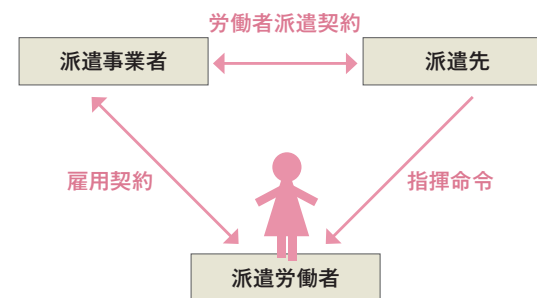 労働者派遣契約
派遣事業者
派遣先
雇用契約
指揮命令
派遣労働者